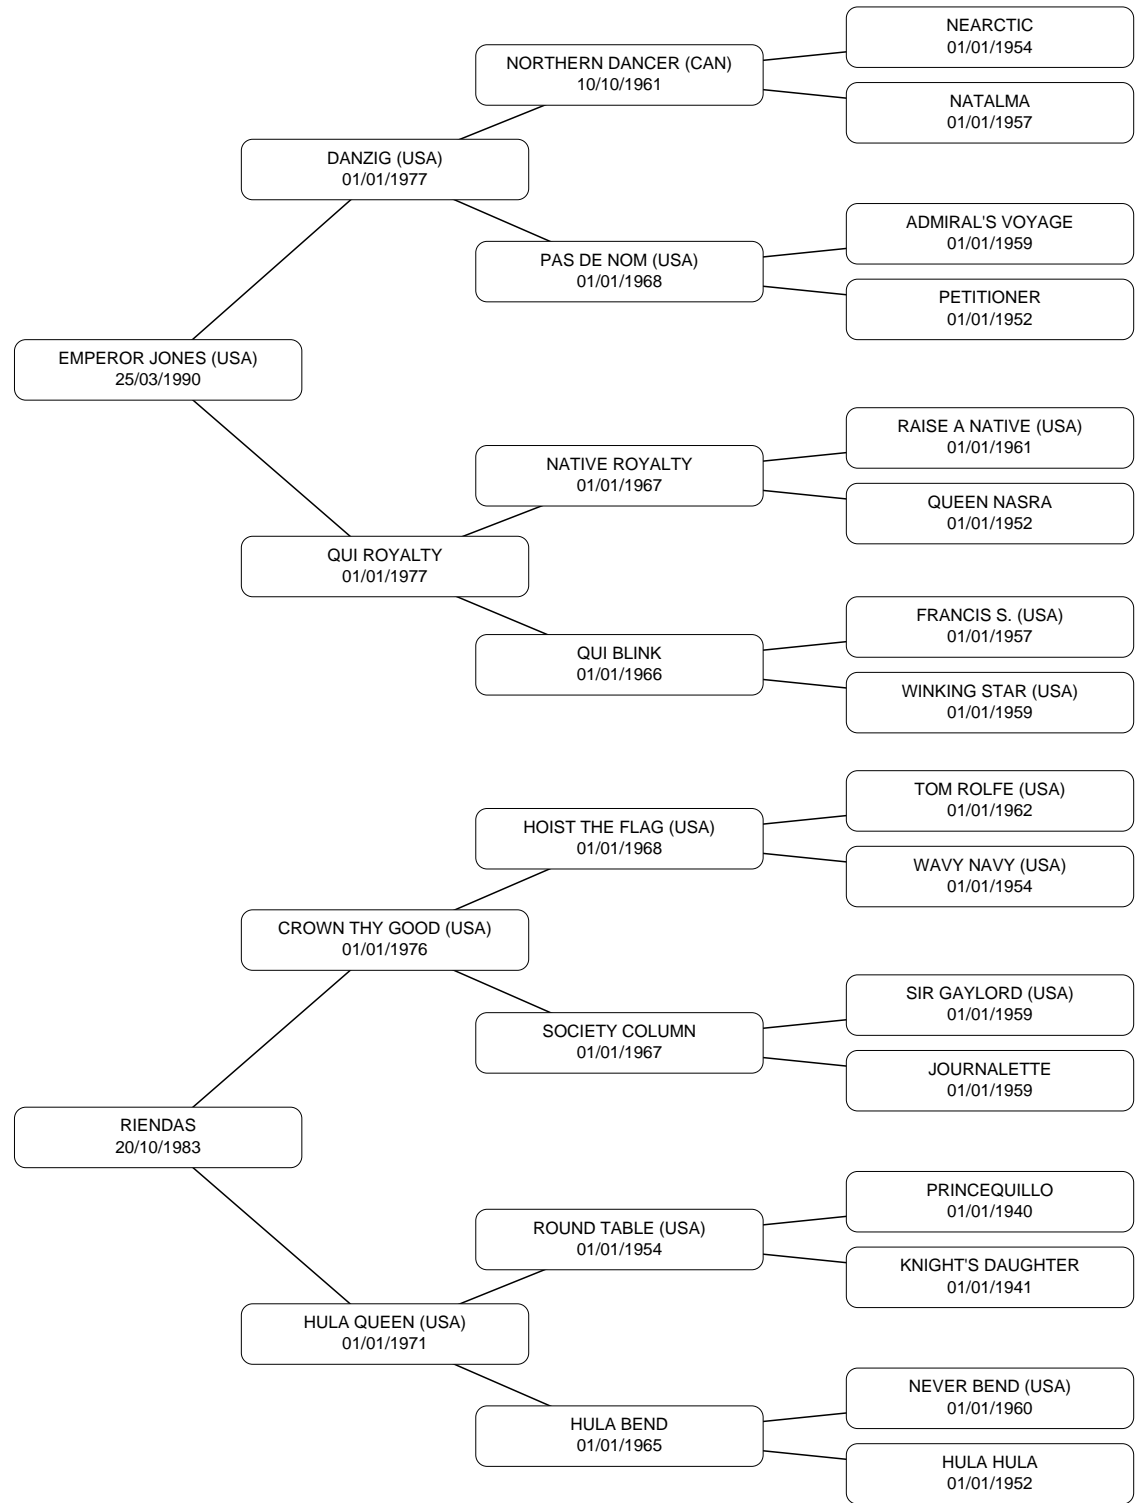 NEARCTIC
01/01/1954
NORTHERN DANCER (CAN)
10/10/1961
NATALMA
01/01/1957
DANZIG (USA)
01/01/1977
ADMIRAL'S VOYAGE
01/01/1959
PAS DE NOM (USA)
01/01/1968
PETITIONER
01/01/1952
EMPEROR JONES (USA)
25/03/1990
RAISE A NATIVE (USA)
01/01/1961
NATIVE ROYALTY
01/01/1967
QUEEN NASRA
01/01/1952
QUI ROYALTY
01/01/1977
FRANCIS S. (USA)
01/01/1957
QUI BLINK
01/01/1966
WINKING STAR (USA)
01/01/1959
TOM ROLFE (USA)
01/01/1962
HOIST THE FLAG (USA)
01/01/1968
WAVY NAVY (USA)
01/01/1954
CROWN THY GOOD (USA)
01/01/1976
SIR GAYLORD (USA)
01/01/1959
SOCIETY COLUMN
01/01/1967
JOURNALETTE
01/01/1959
RIENDAS
20/10/1983
PRINCEQUILLO
01/01/1940
ROUND TABLE (USA)
01/01/1954
KNIGHT'S DAUGHTER
01/01/1941
HULA QUEEN (USA)
01/01/1971
NEVER BEND (USA)
01/01/1960
HULA BEND
01/01/1965
HULA HULA
01/01/1952